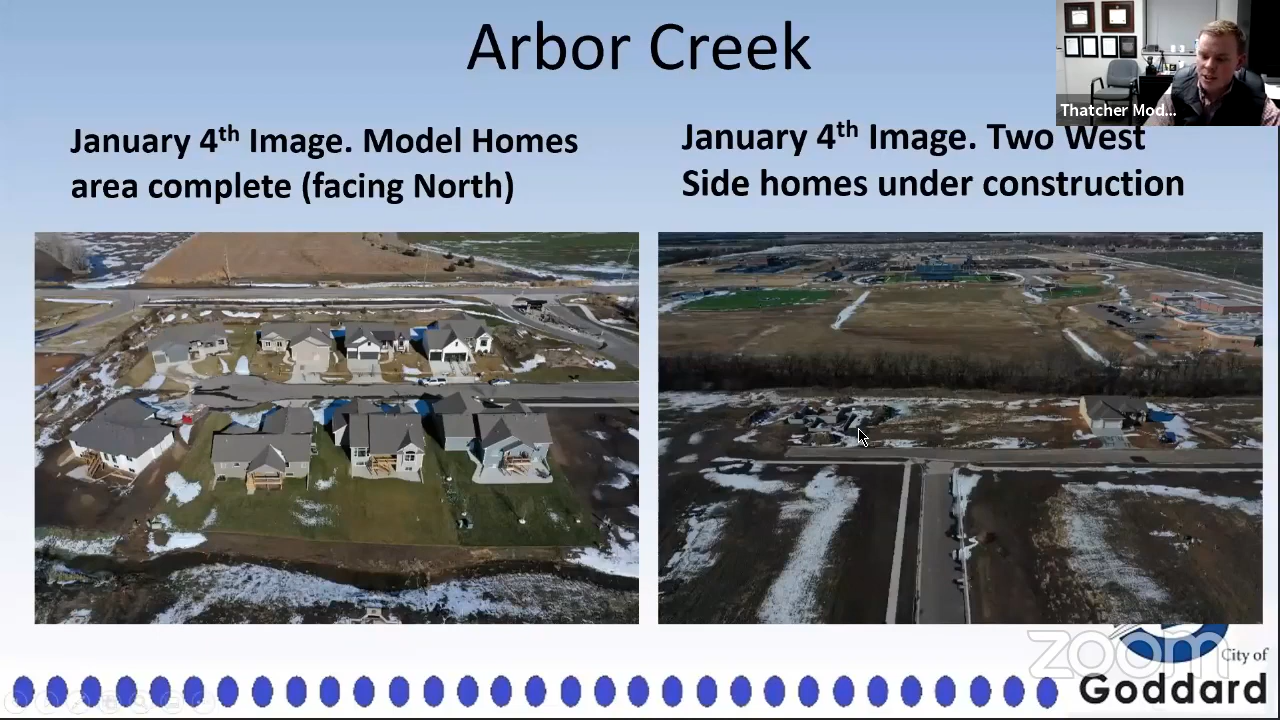 Arbor Creek
Thatcher Mod...
January 4th Image. Model Homes
area complete (facing North)
January 4th Image. Two West
Side homes under construction
zoom
City of
Goddard